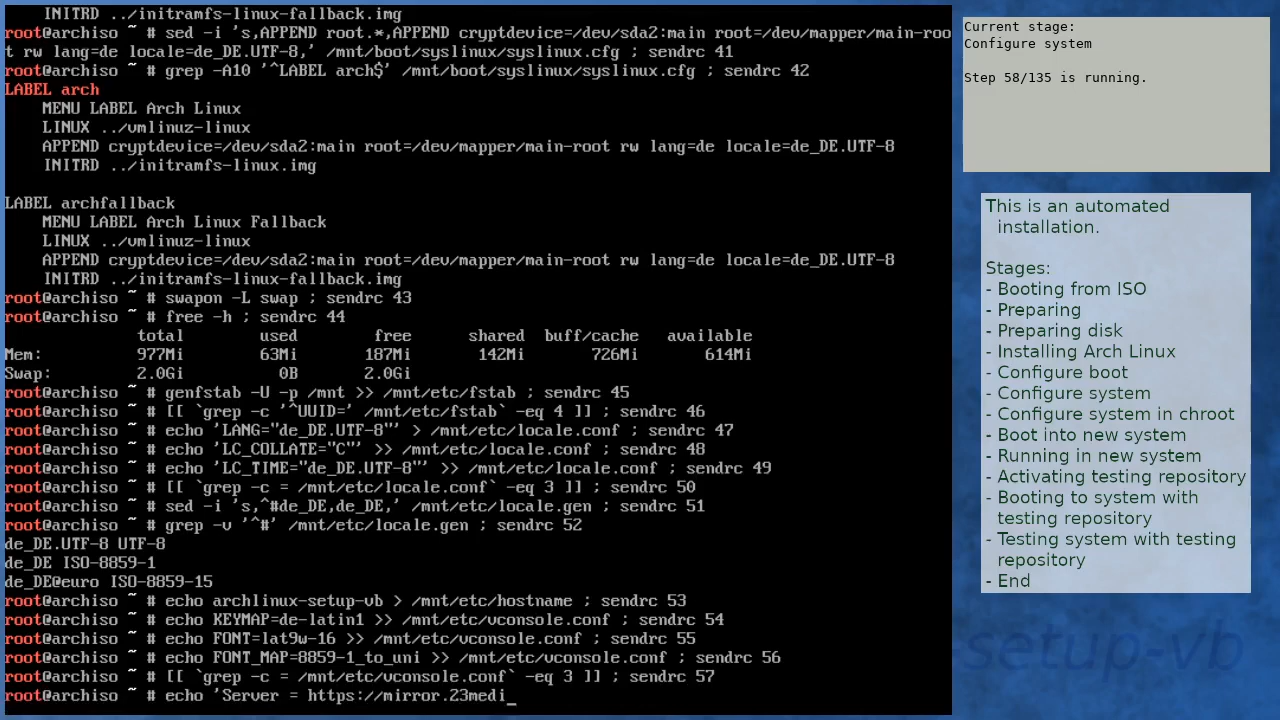 INITRD ../initramfs-linux-fallback.img
root@archiso ~ # sed -i 's,APPEND root.*,APPEND cryptdevice=/dev/sda2:main root=/dev/mapper/main-roo
t rw lang=de locale=de_DE.UTF-8,' /mnt/boot/syslinux/syslinux.cfg ; sendrc 41
root@archiso ~ # grep -A10 '^LABEL arch$' /mnt/boot/syslinux/syslinux.cfg ; sendrc 42
LABEL arch
    MENU LABEL Arch Linux
    LINUX ../vmlinuz-linux
    APPEND cryptdevice=/dev/sda2:main root=/dev/mapper/main-root rw lang=de locale=de_DE.UTF-8
    INITRD ../initramfs-linux.img

LABEL archfallback
    MENU LABEL Arch Linux Fallback
    LINUX ../vmlinuz-linux
    APPEND cryptdevice=/dev/sda2:main root=/dev/mapper/main-root rw lang=de locale=de_DE.UTF-8
    INITRD ../initramfs-linux-fallback.img
root@archiso ~ # swapon -L swap ; sendrc 43
root@archiso ~ # free -h ; sendrc 44
              total        used        free      shared  buff/cache   available
Mem:          977Mi        63Mi       187Mi       142Mi       726Mi       614Mi
Swap:         2.0Gi          0B       2.0Gi
root@archiso ~ # genfstab -U -p /mnt >> /mnt/etc/fstab ; sendrc 45
root@archiso ~ # [[ `grep -c '^UUID=' /mnt/etc/fstab` -eq 4 ]] ; sendrc 46
root@archiso ~ # echo 'LANG="de_DE.UTF-8"' > /mnt/etc/locale.conf ; sendrc 47
root@archiso ~ # echo 'LC_COLLATE="C"' >> /mnt/etc/locale.conf ; sendrc 48
root@archiso ~ # echo 'LC_TIME="de_DE.UTF-8"' >> /mnt/etc/locale.conf ; sendrc 49
root@archiso ~ # [[ `grep -c = /mnt/etc/locale.conf` -eq 3 ]] ; sendrc 50
root@archiso ~ # sed -i 's,^#de_DE,de_DE,' /mnt/etc/locale.gen ; sendrc 51
root@archiso ~ # grep -v '^#' /mnt/etc/locale.gen ; sendrc 52
de_DE.UTF-8 UTF-8
de_DE ISO-8859-1
de_DE@euro ISO-8859-15
root@archiso ~ # echo archlinux-setup-vb > /mnt/etc/hostname ; sendrc 53
root@archiso ~ # echo KEYMAP=de-latin1 >> /mnt/etc/vconsole.conf ; sendrc 54
root@archiso ~ # echo FONT=lat9w-16 >> /mnt/etc/vconsole.conf ; sendrc 55
root@archiso ~ # echo FONT_MAP=8859-1_to_uni >> /mnt/etc/vconsole.conf ; sendrc 56
root@archiso ~ # [[ `grep -c = /mnt/etc/vconsole.conf` -eq 3 ]] ; sendrc 57
root@archiso ~ # echo 'Server = https://mirror.23medi_
Current stage:
Configure system

Step 58/135 is running.
This is an automated
installation.

Stages:
- Booting from ISO
- Preparing
- Preparing disk
- Installing Arch Linux
- Configure boot
- Configure system
- Configure system in chroot
- Boot into new system
- Running in new system
- Activating testing repository
- Booting to system with
testing repository
- Testing system with testing
repository
- End
-setup-vb